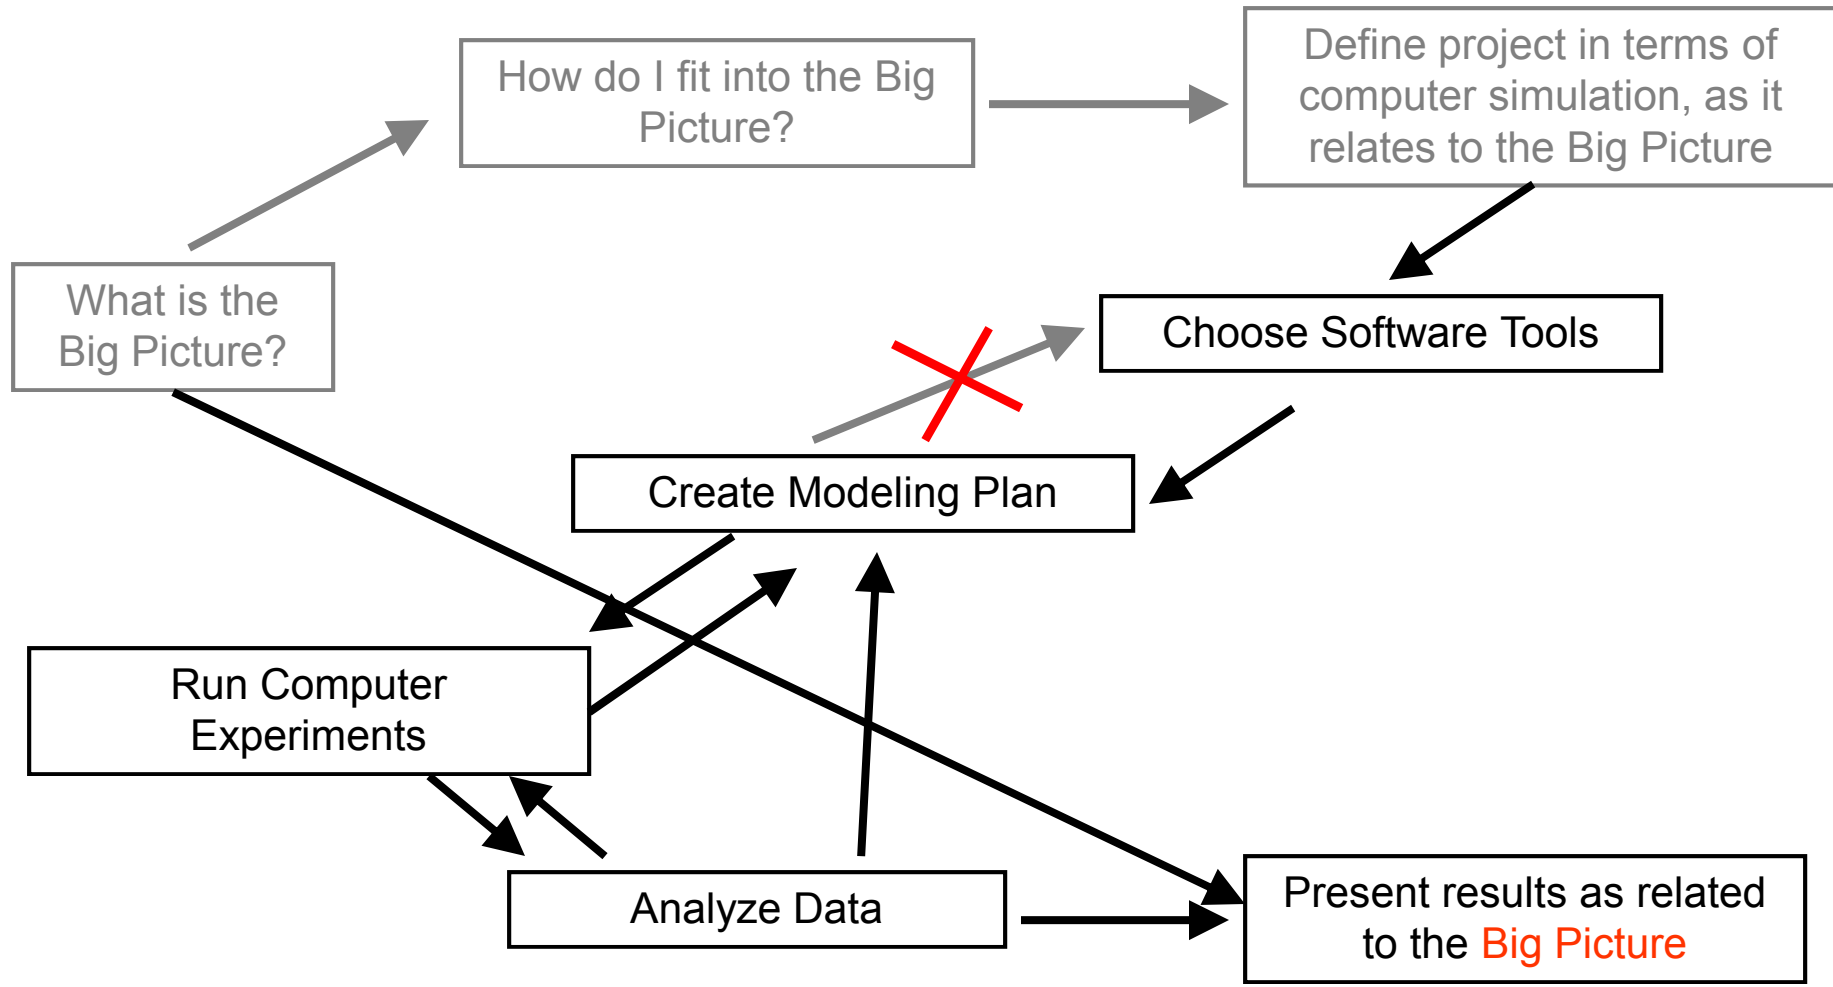 How do I fit into the Big
Picture?
Define project in terms of
computer simulation, as it
relates to the Big Picture
What is the
Big Picture?
Choose Software Tools
Create Modeling Plan
Run Computer
Experiments
Analyze Data
Present results as related
to the Big Picture